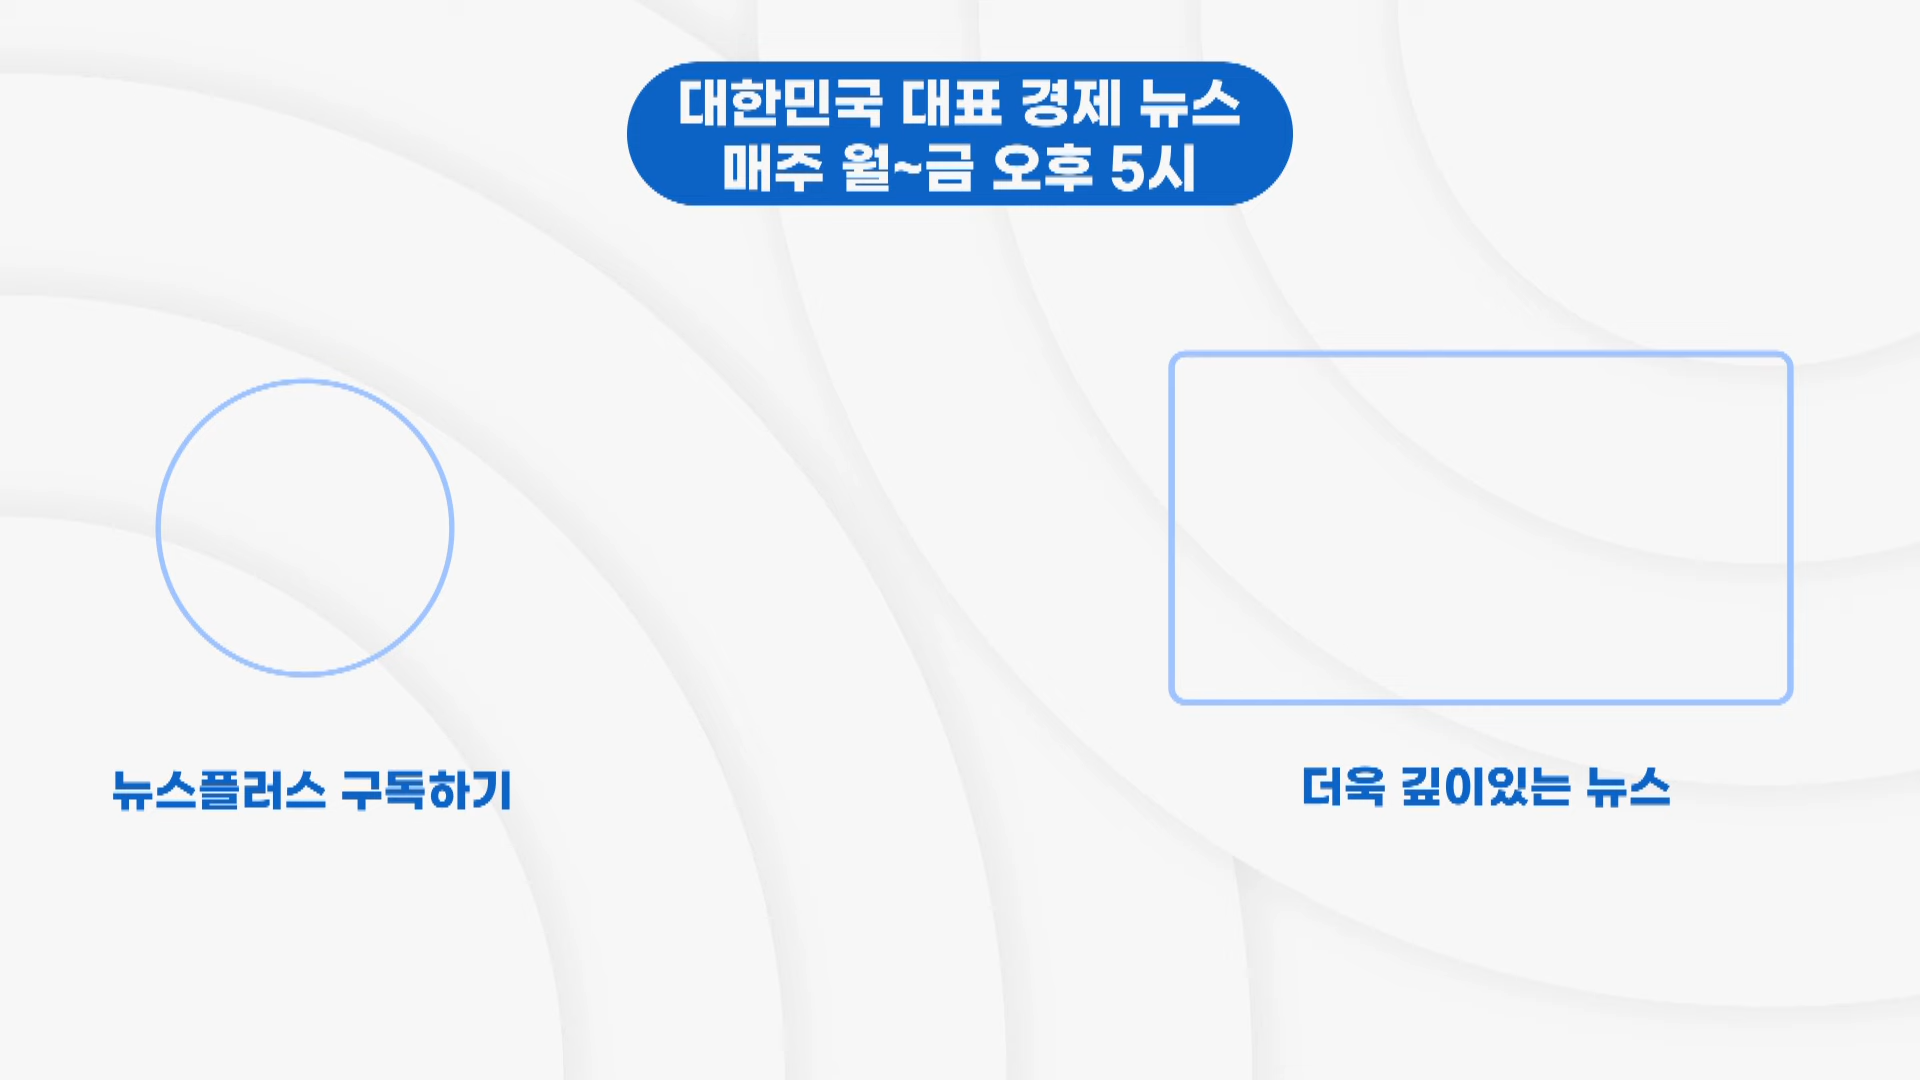 대한민국 대표 경제 뉴스
매주 월~금 오후 5시
뉴스플러스 구독하기
더욱 깊이있는 뉴스